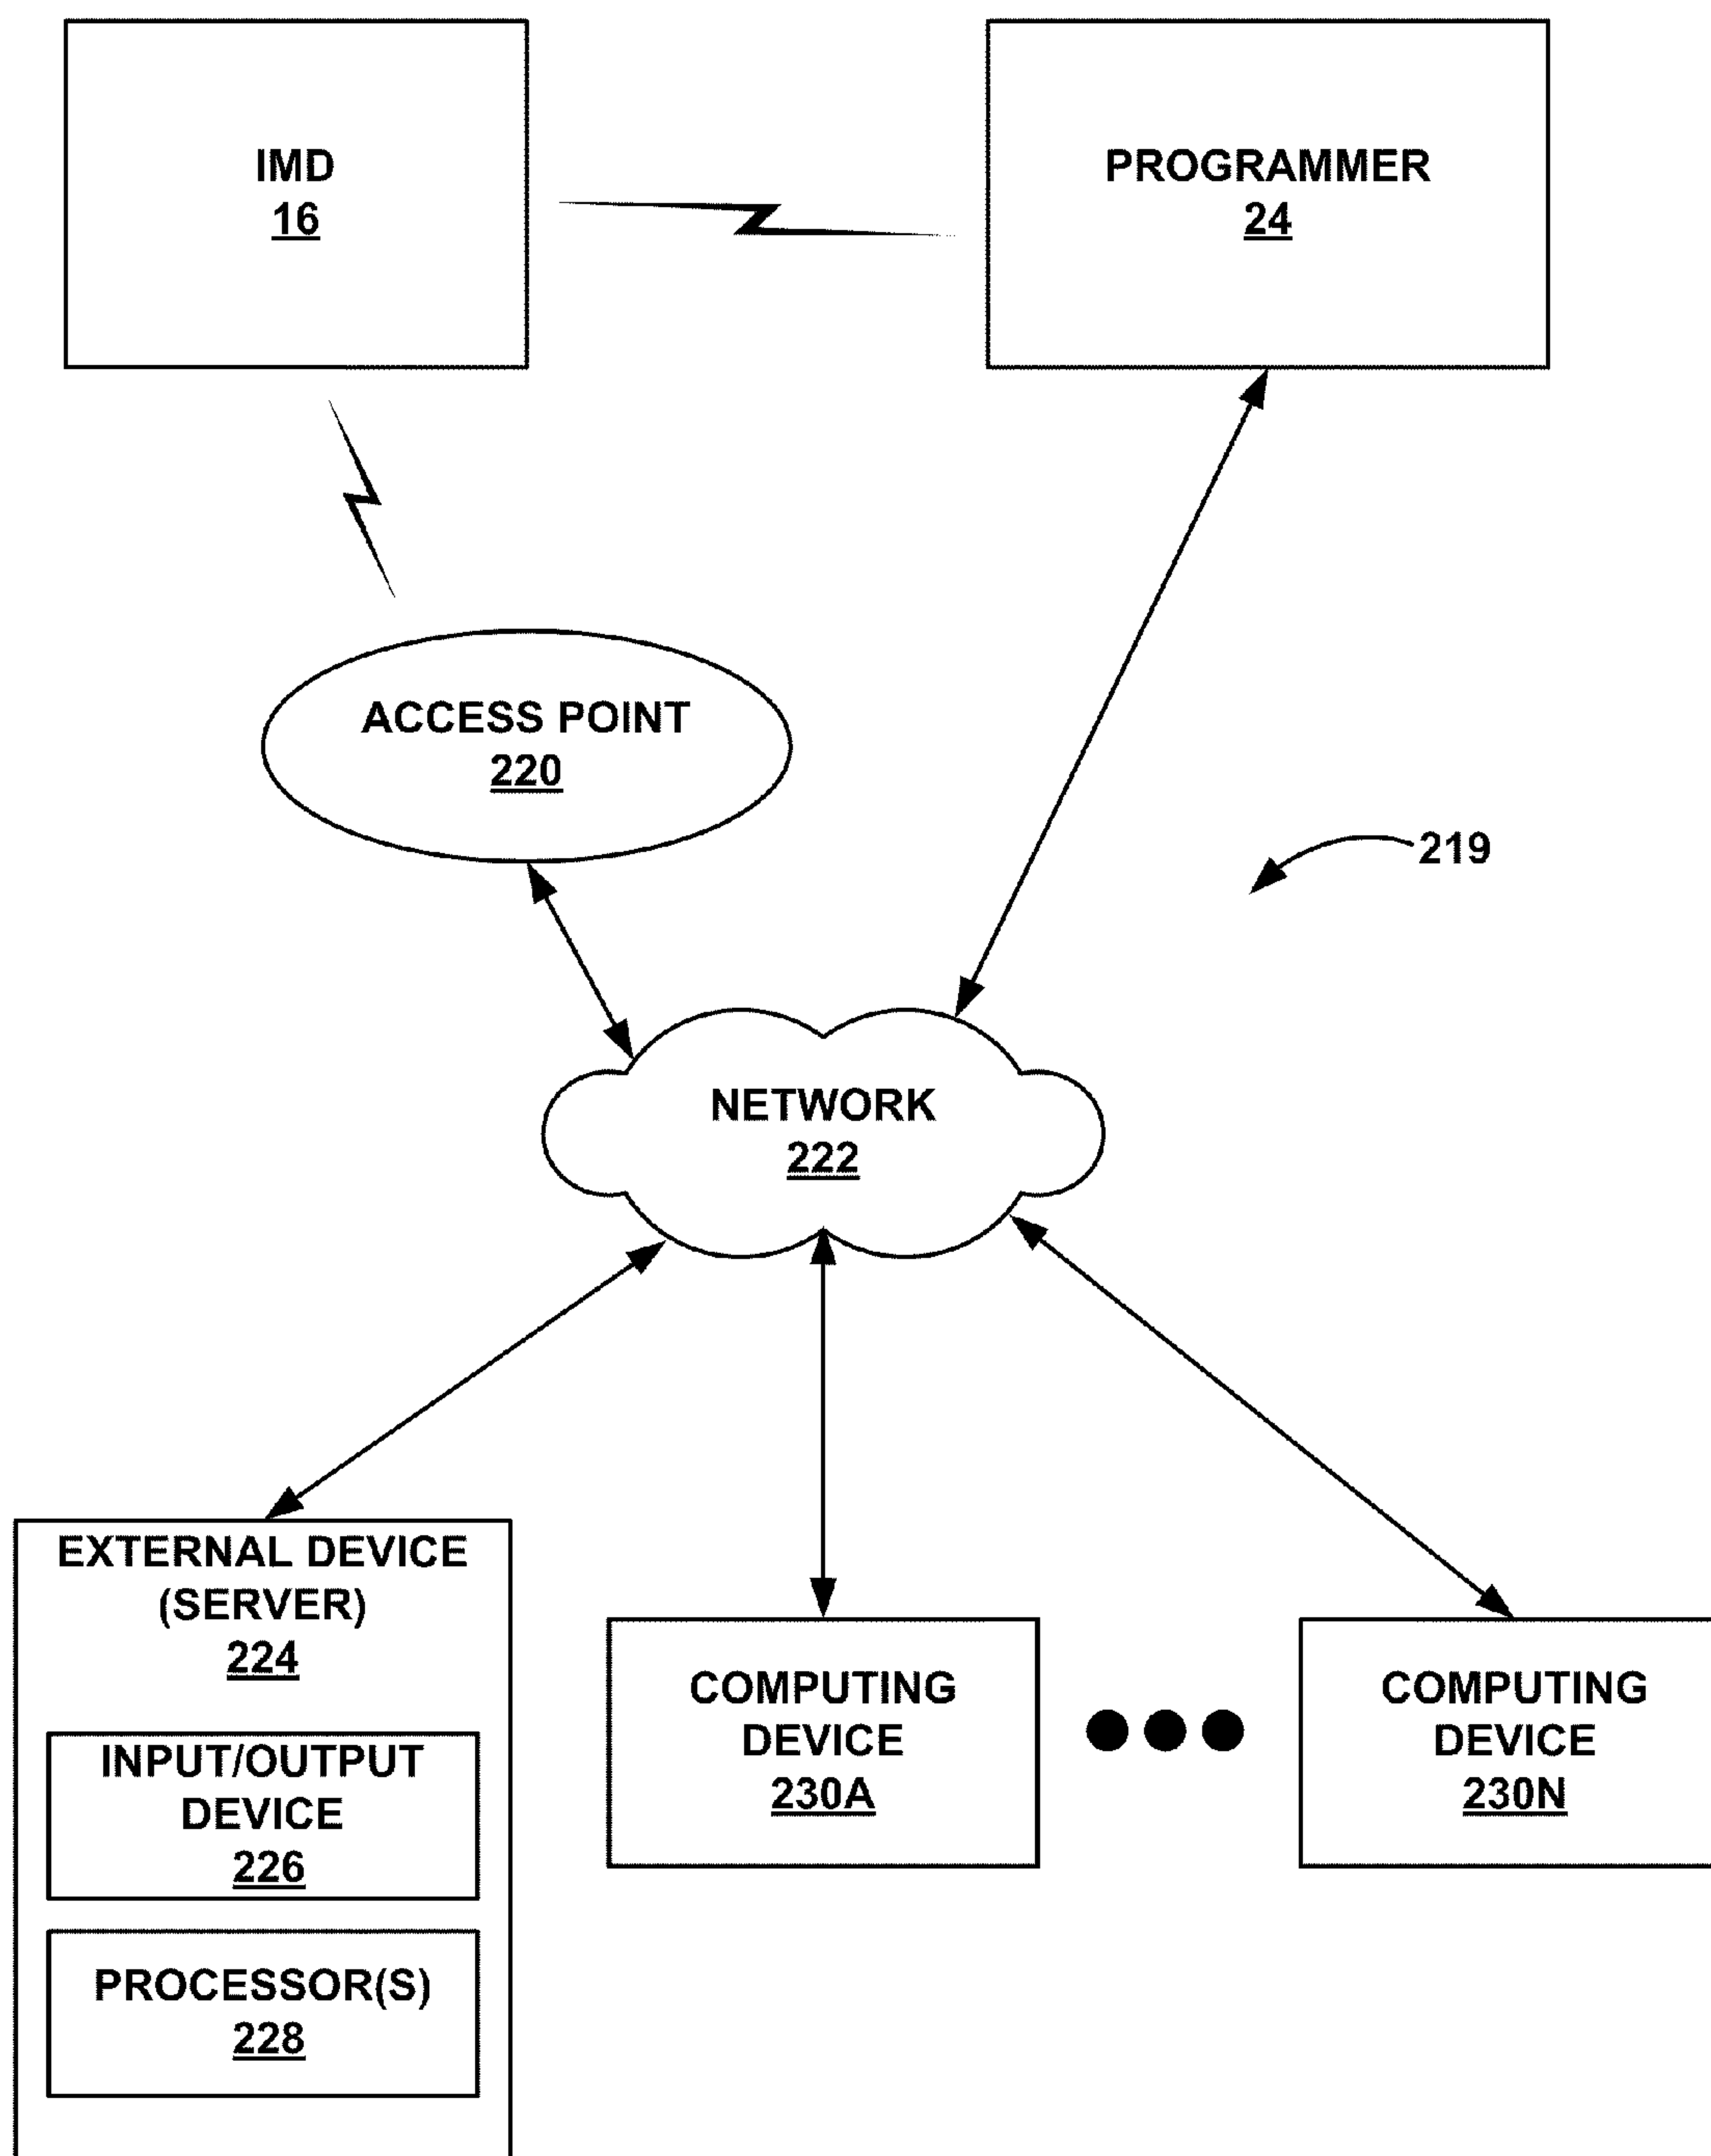 IMD
16
PROGRAMMER
24
ACCESS POINT
220
219
NETWORK
222
EXTERNAL DEVICE
(SERVER)
224
INPUT/OUTPUT
DEVICE
226
PROCESSOR(S)
228
COMPUTING
DEVICE
230A
COMPUTING
DEVICE
230N